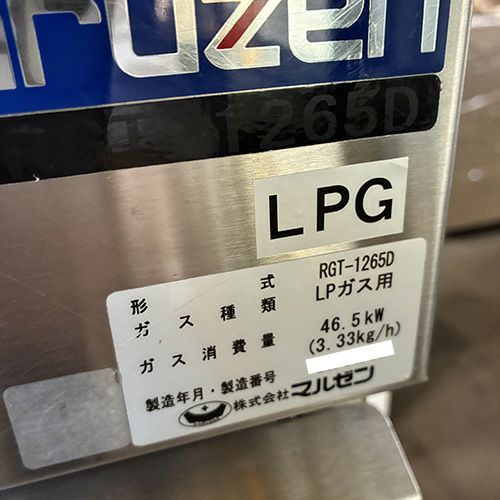 aruzen
1265D
LPG
形式 RGT-1265D
ガス種類 LPガス用
ガス消費量 46.5kW
(3.33kg/h)
製造年月・製造番号
株式会社マルゼン